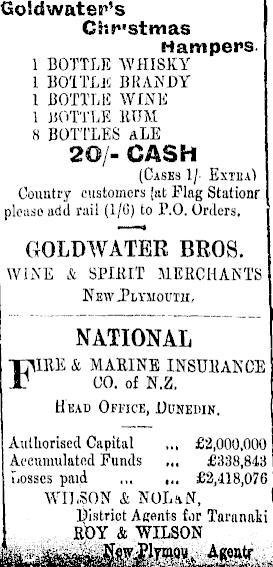 Goldwater's
Christmas
Hampers.
1 BOTTLE WHISKY
1 BOTTLE BRANDY
1 BOTTLE WINE
1 BOTTLE RUM
8 BOTTLES ALE
20/- CASH
(CASES 1/- EXTRA)
Country customers (at Flag Stationr
please add rail (1/6) to P.O. Orders.
GOLDWATER BROS.
WINE & SPIRIT MERCHANTS
NEW PLYMOUTH.
NATIONAL
FIRE & MARINE INSURANCE
CO. of N.Z.
HEAD OFFICE, DUNEDIN.
Authorised Capital ... £2,000,000
Accumulated Funds ... £338,843
Losses paid ... ... £2,418,076
WILSON & NOLAN,
District Agents for Taranaki
ROY & WILSON
New Plymou Agentr